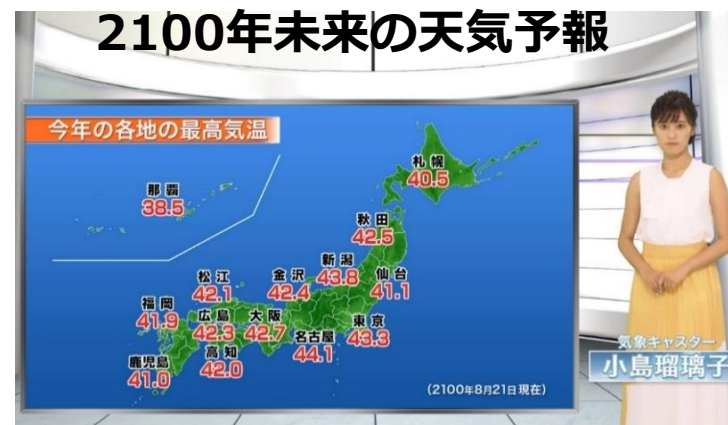 2100年未来の天気予報
今年の各地の最高気温
札幌
40.5
那覇
38.5
秋田
42.5
新潟
43.8
仙台
41.1
金沢
42.4
松江
42.1
福岡
41.9
広島
42.3
大阪
42.7
名古屋
44.1
東京
43.3
高知
42.0
鹿児島
41.0
(2100年8月21日現在)
気象キャスター
小島瑠璃子